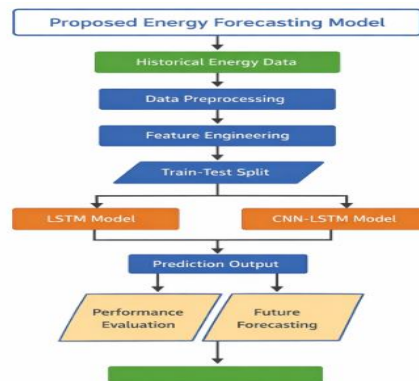 Proposed Energy Forecasting Model
Historical Energy Data
Data Preprocessing
Feature Engineering
Train-Test Split
LSTM Model
CNN-LSTM Model
Prediction Output
Performance
Evaluation
Future
Forecasting